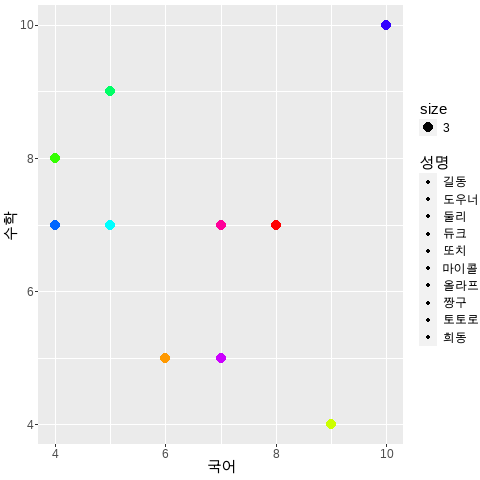 10
8
6
4
수학
4 6 8 10
국어
size
3
성명
길동
도우너
둘리
듀크
또치
마이콜
올라프
짱구
토토로
희동